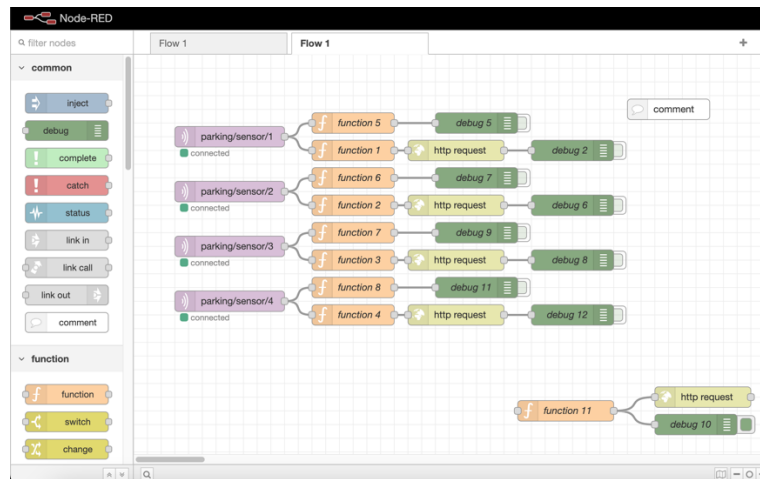 Node-RED
filter nodes
Flow 1
Flow 1
common
inject
debug
complete
catch
status
link in
link call
link out
comment
function
function
switch
change
comment
parking/sensor/1
connected
function 5
debug 5
function 1
http request
debug 2
parking/sensor/2
connected
function 6
debug 7
function 2
http request
debug 6
parking/sensor/3
connected
function 7
debug 9
function 3
http request
debug 8
parking/sensor/4
connected
function 8
debug 11
function 4
http request
debug 12
function 11
http request
debug 10